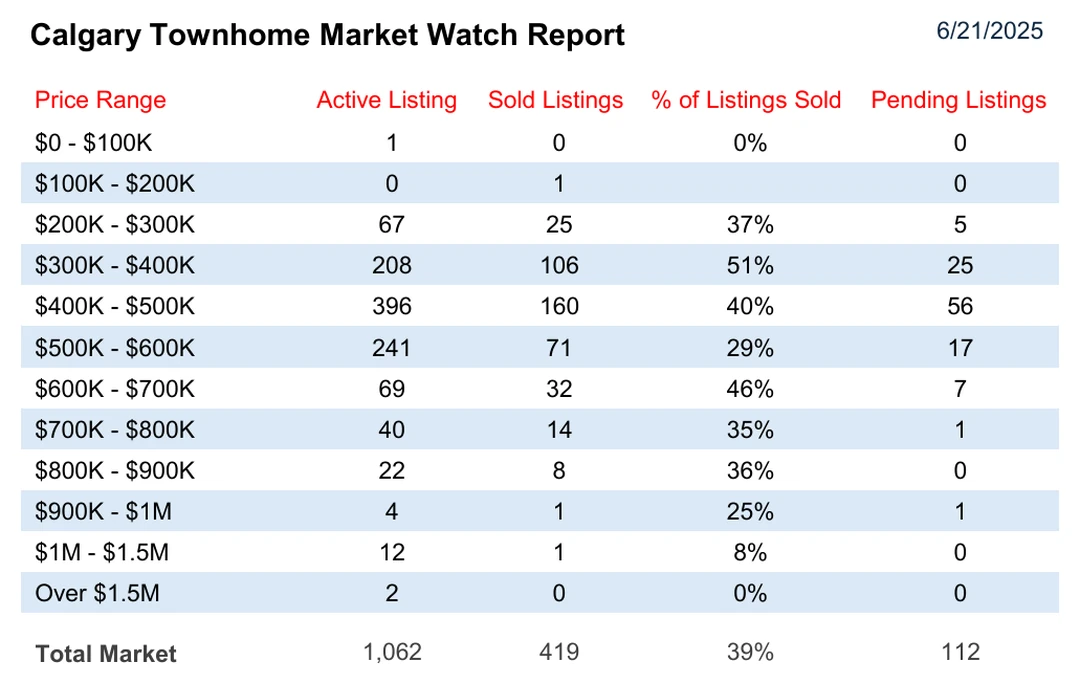 Calgary Townhome Market Watch Report 6/21/2025
Price Range Active Listing Sold Listings % of Listings Sold Pending Listings
$0 - $100K 1 0 0% 0
$100K - $200K 0 1 0
$200K - $300K 67 25 37% 5
$300K - $400K 208 106 51% 25
$400K - $500K 396 160 40% 56
$500K - $600K 241 71 29% 17
$600K - $700K 69 32 46% 7
$700K - $800K 40 14 35% 1
$800K - $900K 22 8 36% 0
$900K - $1M 4 1 25% 1
$1M - $1.5M 12 1 8% 0
Over $1.5M 2 0 0% 0
Total Market 1,062 419 39% 112